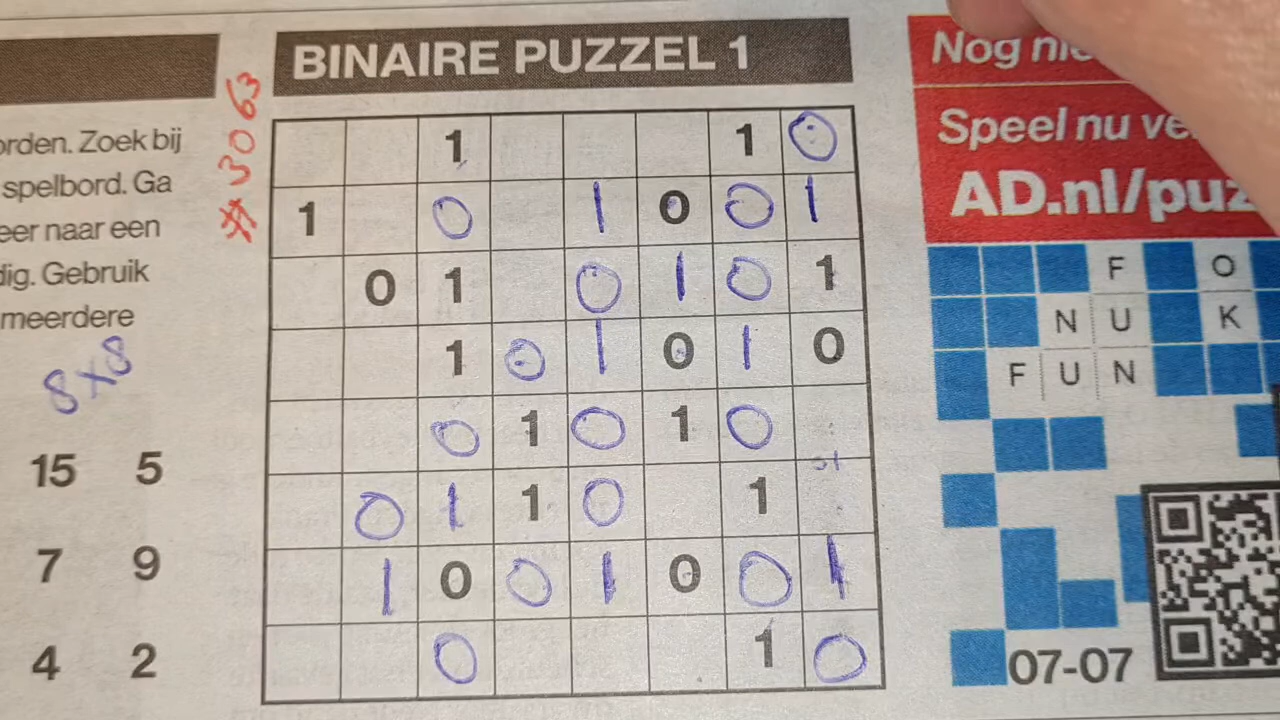 BINAIRE PUZZEL 1
# 3063
orden. Zoek bij
spelbord. Ga
eer naar een
dig. Gebruik
meerdere
8x8
15 5
7 9
4 2
1 1 0
1 0 1 0 0 1
0 1 0 1 0 1
1 0 1 0 1 0
0 1 0 1 0
0 1 1 0 1
1 0 0 1 0 0 1
0 1 0
Nog nie
Speel nu ve
AD.nl/puz
F O
N U K
F U N
07-07